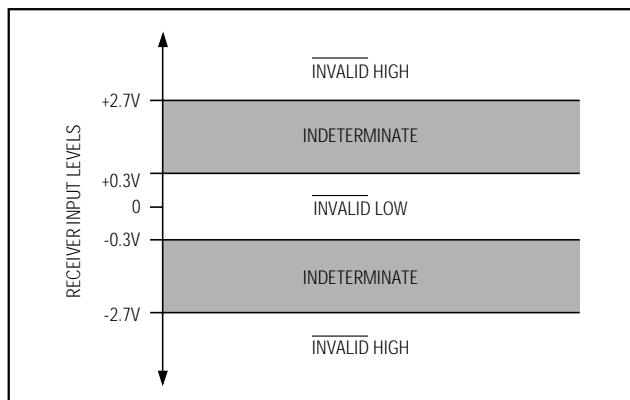 INVALID HIGH
+2.7V
INDETERMINATE
+0.3V
0
INVALID LOW
-0.3V
INDETERMINATE
-2.7V
INVALID HIGH
RECEIVER INPUT LEVELS